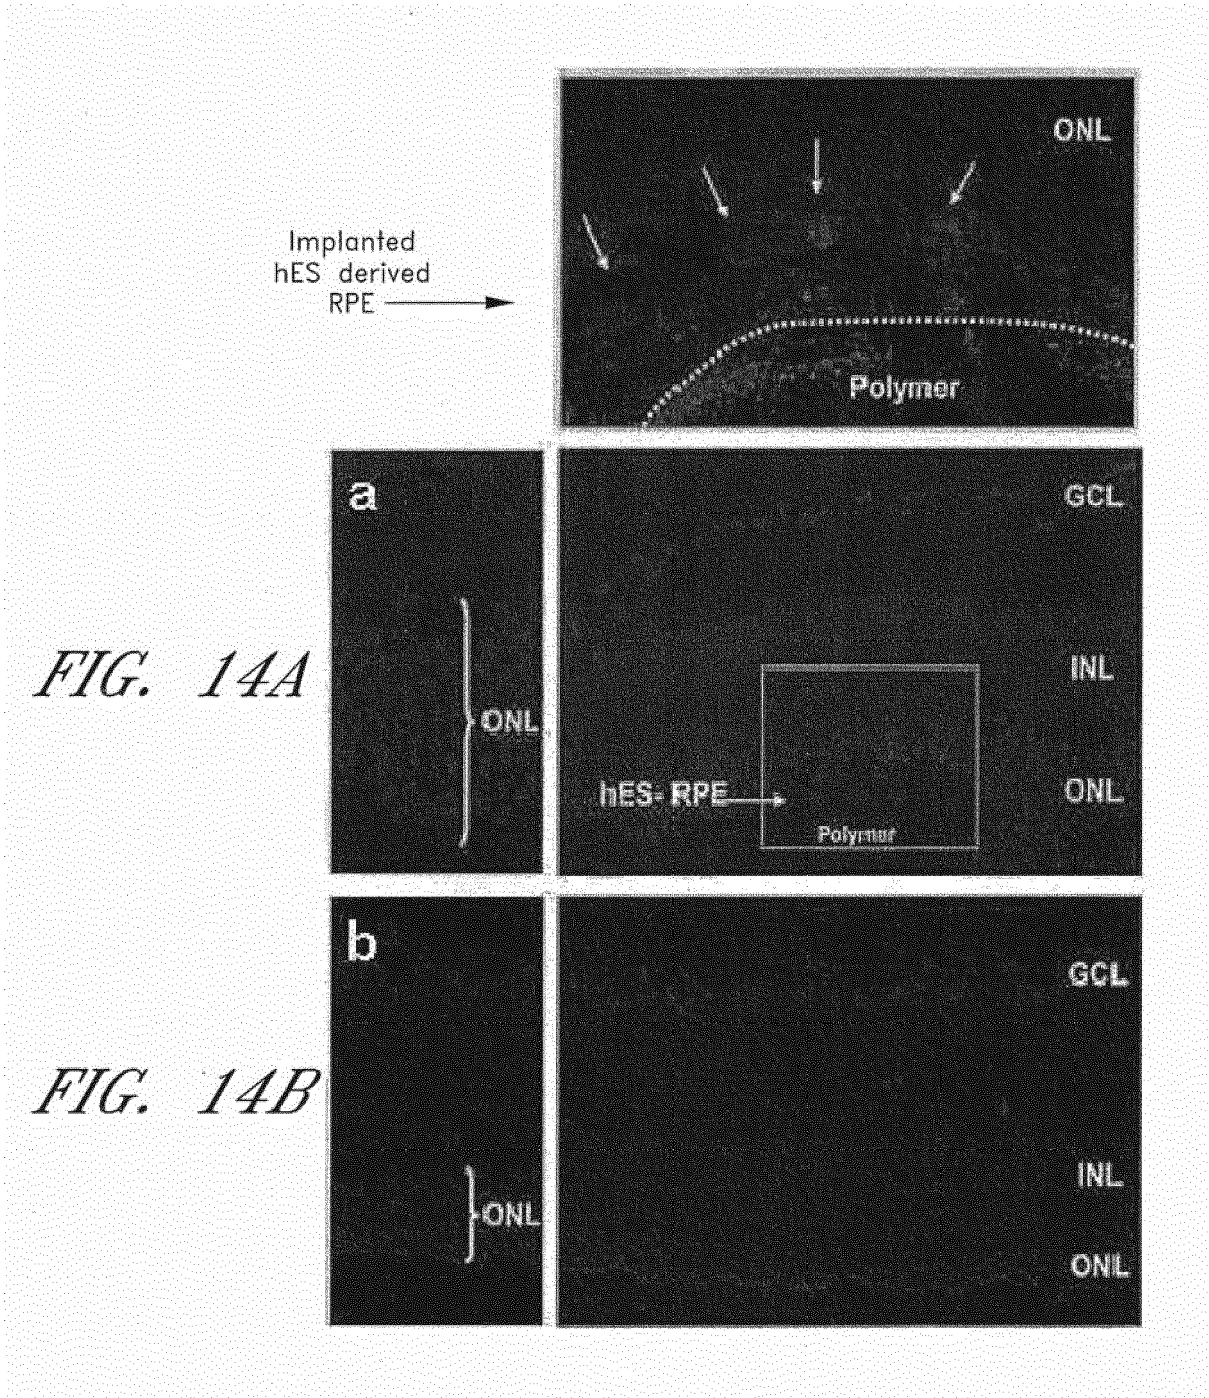 ONL
Implanted
hES derived
RPE
Polymer
a
GCL
FIG. 14A
INL
ONL
hES- RPE
ONL
Polymer
b
GCL
FIG. 14B
INL
ONL
ONL